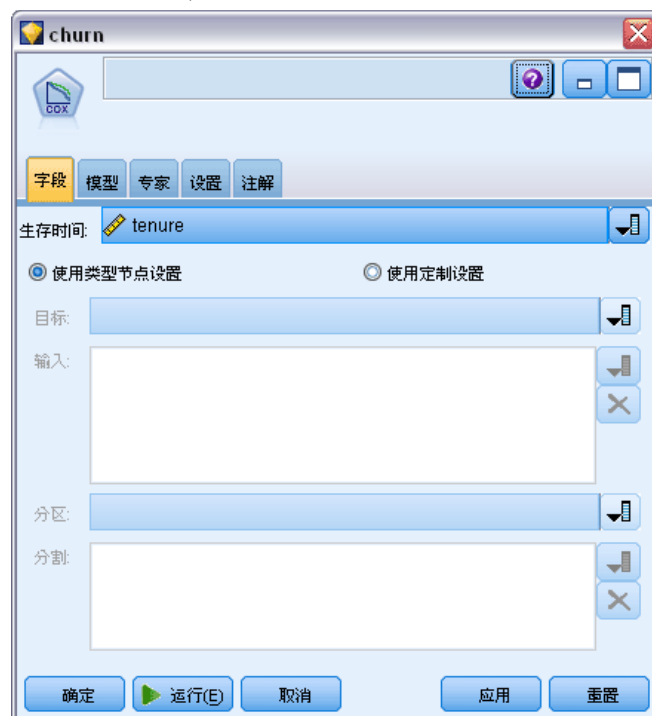 churn
COX
字段 模型 专家 设置 注解
生存时间: tenure
使用类型节点设置 使用定制设置
目标:
输入:
分区:
分割:
确定 运行(E) 取消 应用 重置